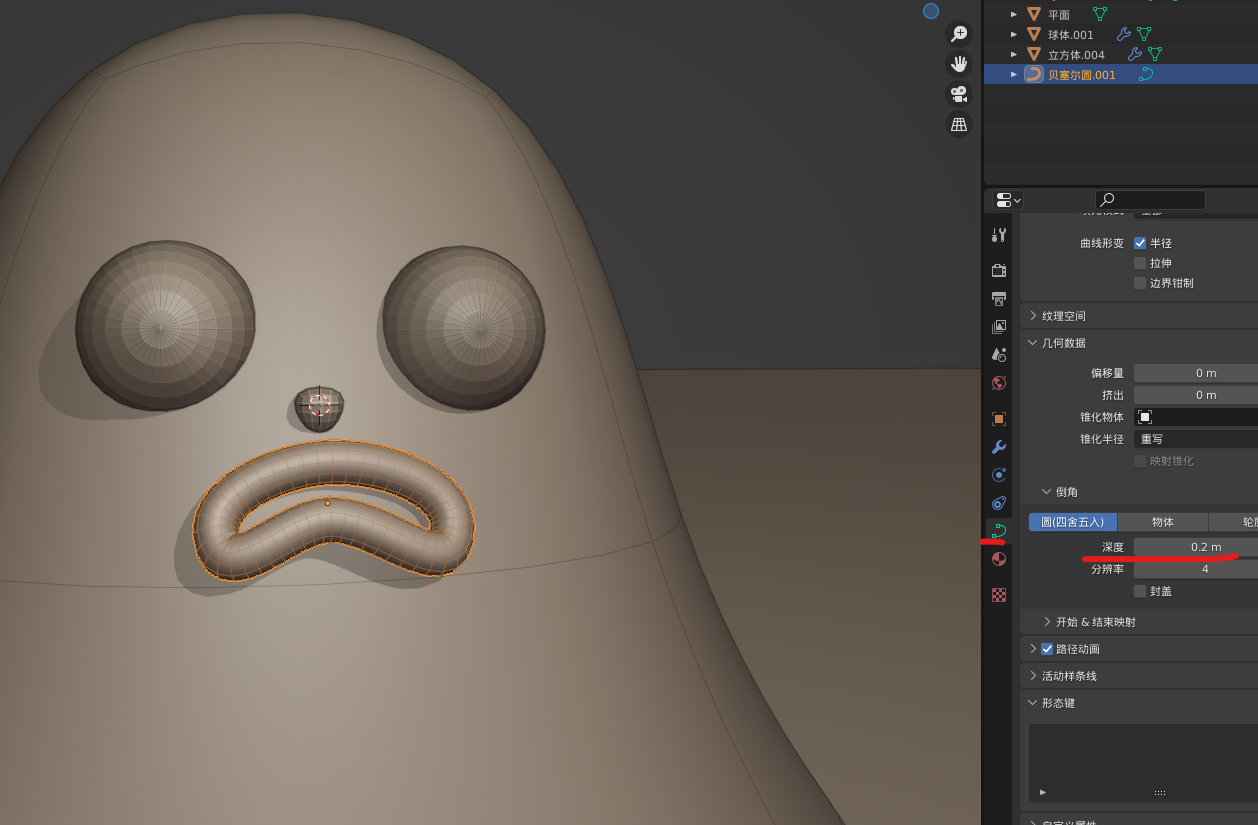 平面
球体.001
立方体.004
贝塞尔圆.001
曲线形变 半径
拉伸
边界钳制
纹理空间
几何数据
偏移量 0 m
挤出 0 m
锥化物体
锥化半径 重写
映射锥化
倒角
圆(四舍五入) 物体
深度 0.2 m
分辨率 4
封盖
开始 & 结束映射
路径动画
活动样条线
形态键